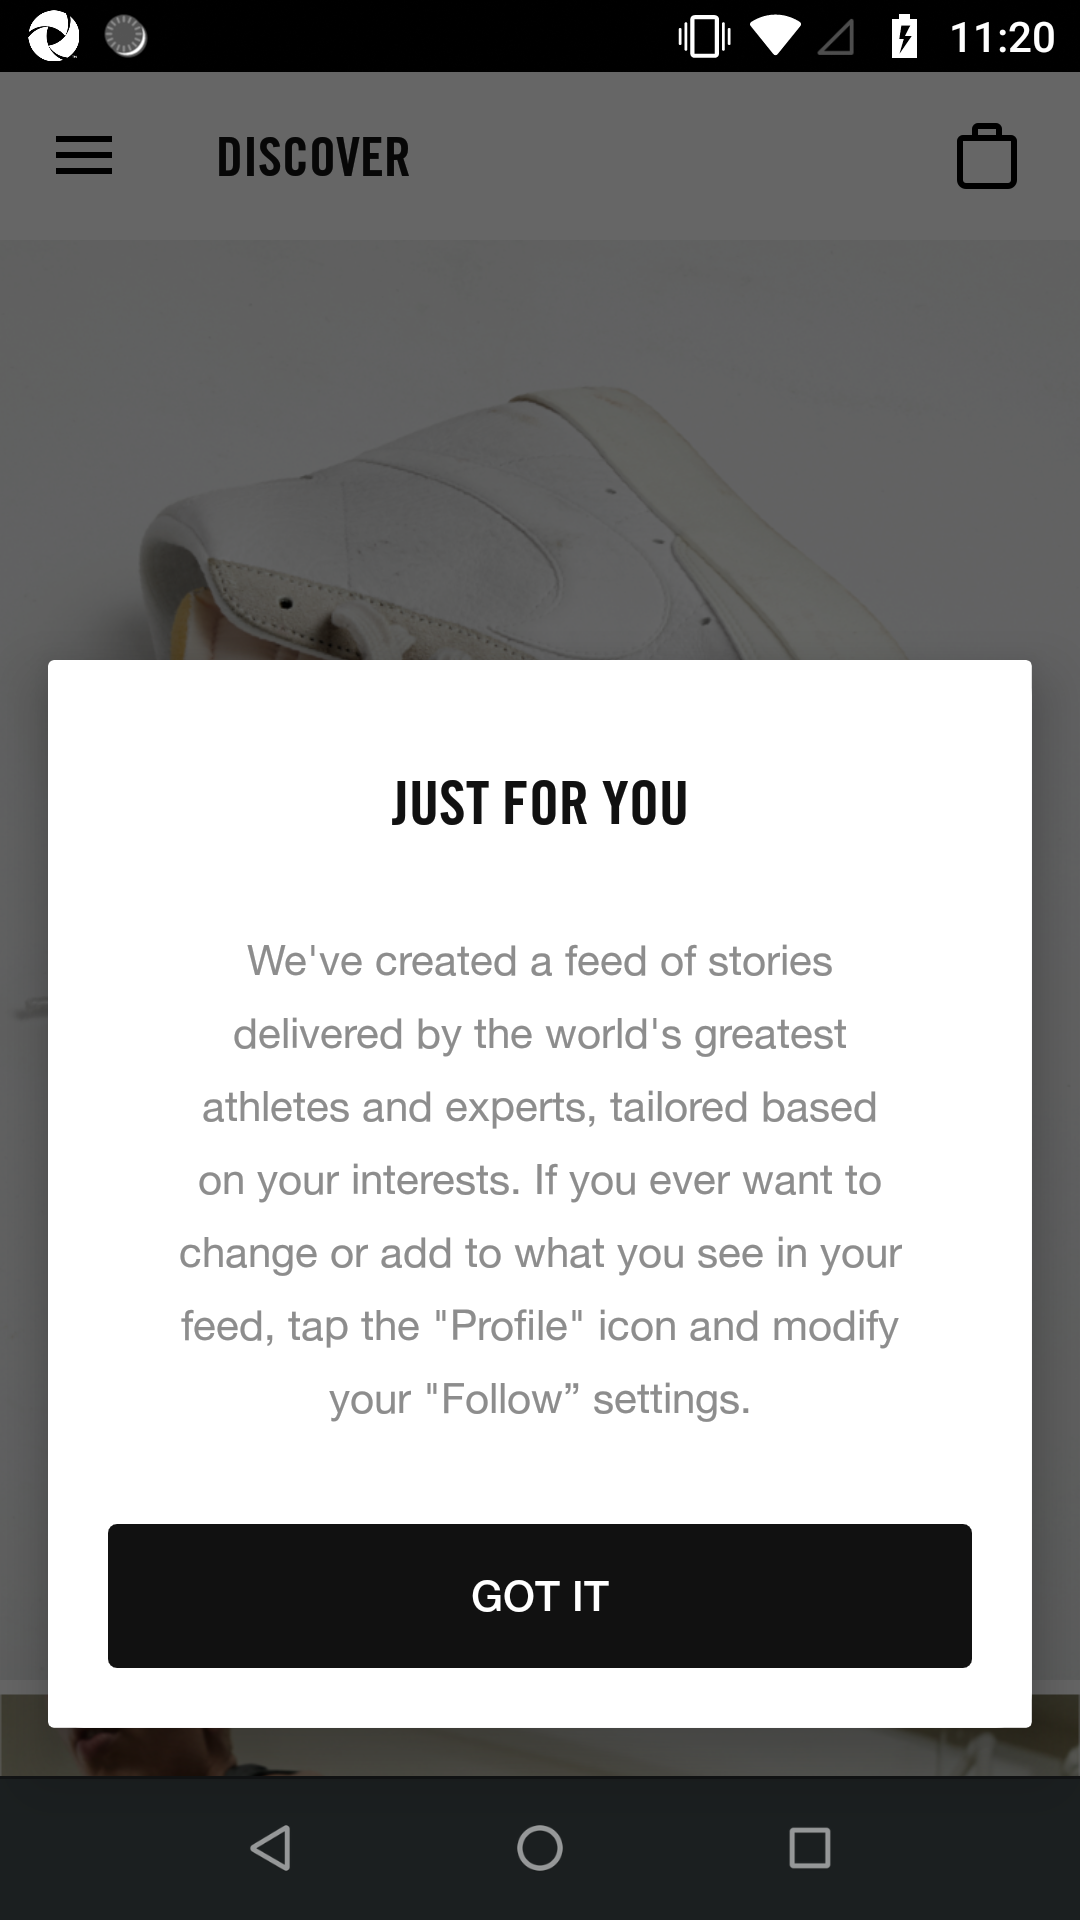 11:20
DISCOVER
JUST FOR YOU
We've created a feed of stories
delivered by the world's greatest
athletes and experts, tailored based
on your interests. If you ever want to
change or add to what you see in your
feed, tap the "Profile" icon and modify
your "Follow” settings.
GOT IT